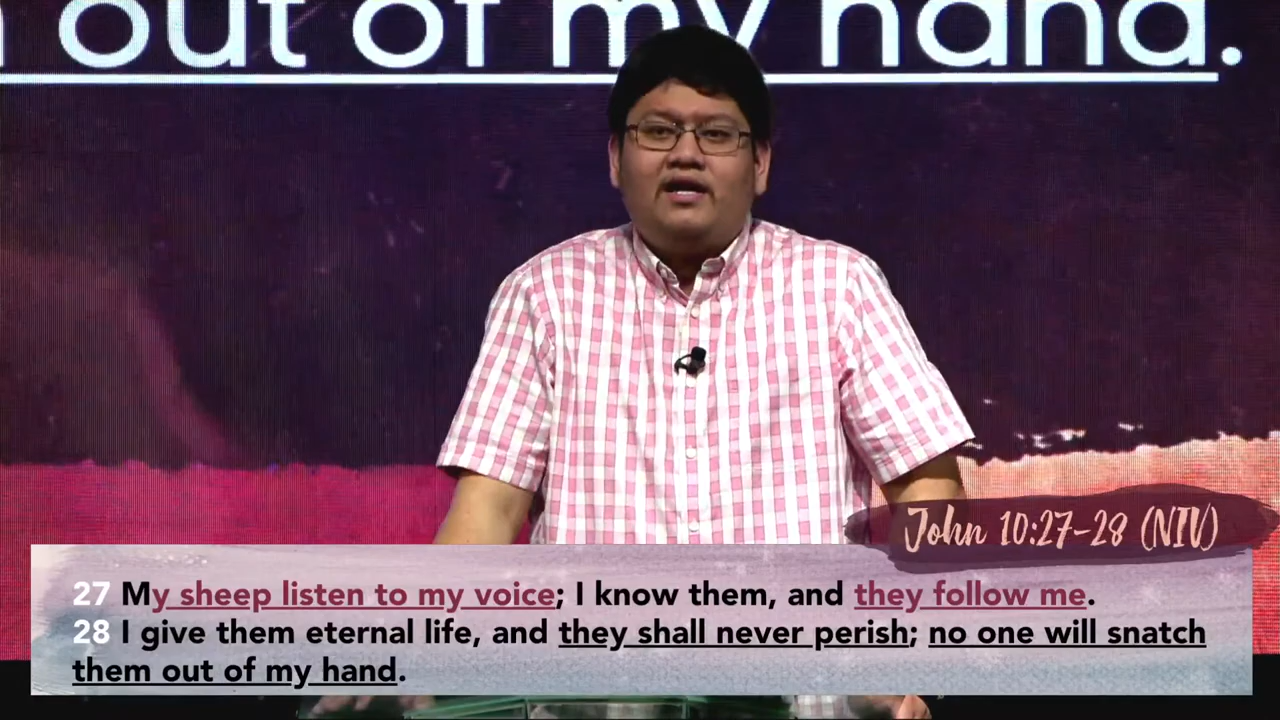 out of my hand.
John 10:27-28 (NIV)
27 My sheep listen to my voice; I know them, and they follow me.
28 I give them eternal life, and they shall never perish; no one will snatch
them out of my hand.